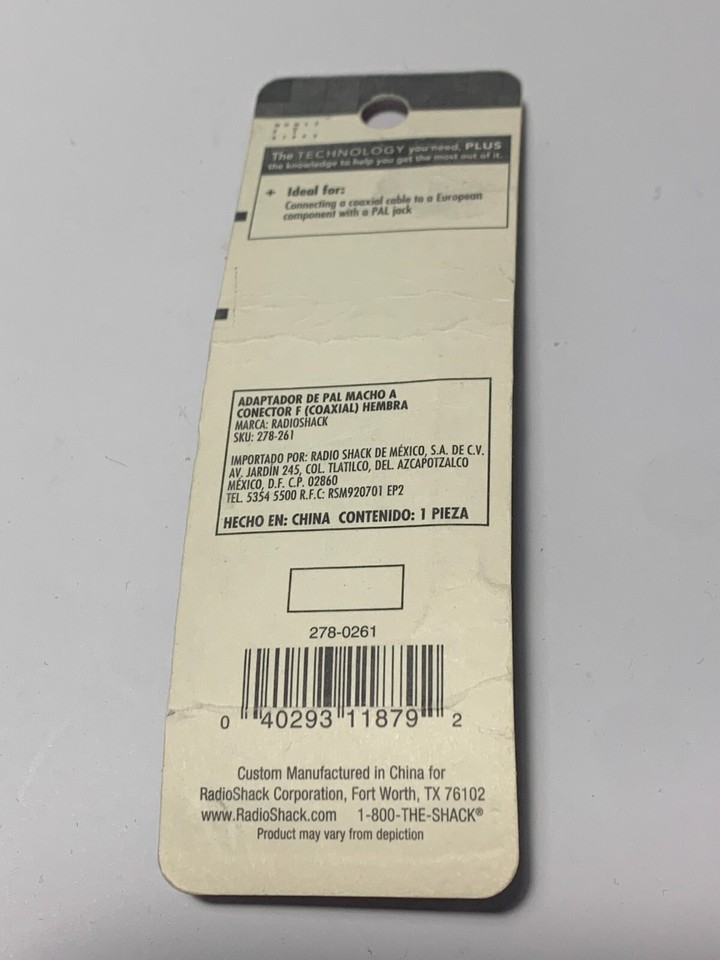 The TECHNOLOGY you need, PLUS
the knowledge to help you get the most out of it.
+ Ideal for:
Connecting a coaxial cable to a European
component with a PAL jack
ADAPTADOR DE PAL MACHO A
CONECTOR F (COAXIAL) HEMBRA
MARCA: RADIOSHACK
SKU: 278-261
IMPORTADO POR: RADIO SHACK DE MÉXICO, S.A. DE C.V.
AV. JARDÍN 245, COL. TLATILCO, DEL. AZCAPOTZALCO
MÉXICO, D.F. C.P. 02860
TEL. 5354 5500 R.F.C: RSM920701 EP2
HECHO EN: CHINA CONTENIDO: 1 PIEZA
278-0261
0 40293 11879 2
Custom Manufactured in China for
RadioShack Corporation, Fort Worth, TX 76102
www.RadioShack.com 1-800-THE-SHACK®
Product may vary from depiction